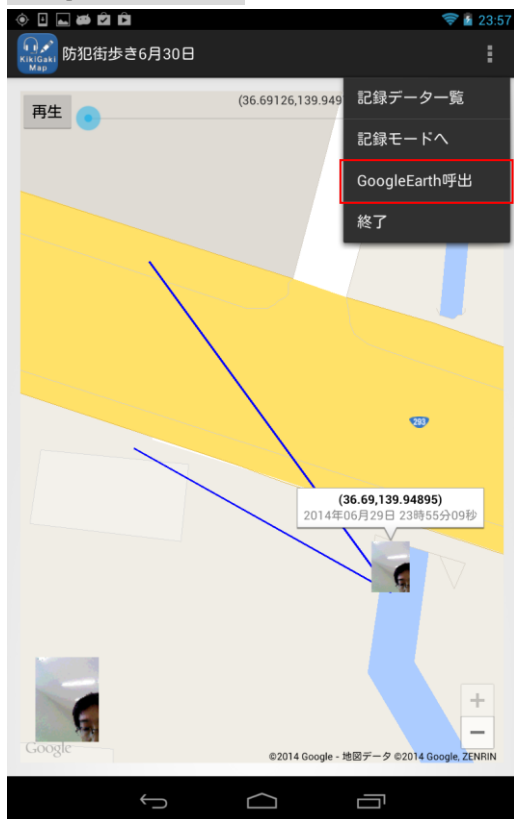 23:57
KikiGaki
Map
防犯街歩き6月30日
再生
(36.69126,139.949
記録データ一覧
記録モードへ
GoogleEarth呼出
終了
293
(36.69,139.94895)
2014年06月29日 23時55分09秒
+
−
Google
©2014 Google - 地図データ ©2014 Google, ZENRIN